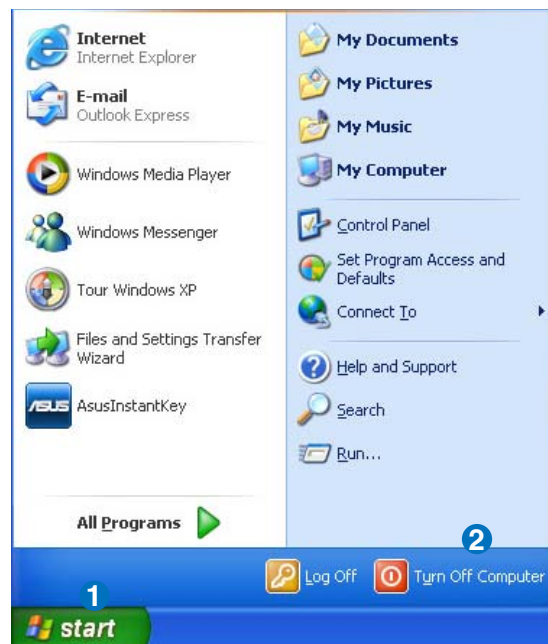 Internet
Internet Explorer
E-mail
Outlook Express
Windows Media Player
Windows Messenger
Tour Windows XP
Files and Settings Transfer
Wizard
ASUS
AsusInstantKey
All Programs
My Documents
My Pictures
My Music
My Computer
Control Panel
Set Program Access and
Defaults
Connect To
Help and Support
Search
Run...
2
Log Off
Turn Off Computer
1
start